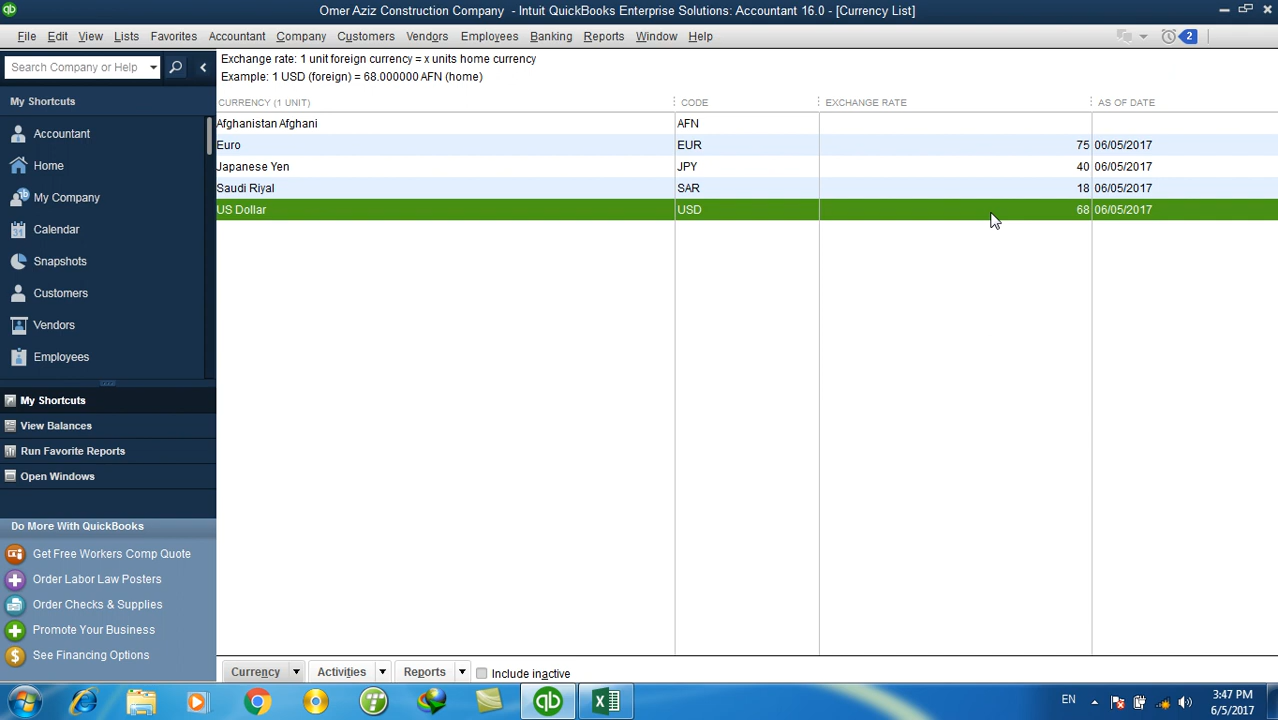 Omer Aziz Construction Company - Intuit QuickBooks Enterprise Solutions: Accountant 16.0 - [Currency List]
File Edit View Lists Favorites Accountant Company Customers Vendors Employees Banking Reports Window Help 2
Search Company or Help
Exchange rate: 1 unit foreign currency = x units home currency
Example: 1 USD (foreign) = 68.000000 AFN (home)
My Shortcuts
Accountant
Home
My Company
Calendar
Snapshots
Customers
Vendors
Employees
My Shortcuts
View Balances
Run Favorite Reports
Open Windows
Do More With QuickBooks
Get Free Workers Comp Quote
Order Labor Law Posters
Order Checks & Supplies
Promote Your Business
See Financing Options
CURRENCY (1 UNIT) CODE EXCHANGE RATE AS OF DATE
Afghanistan Afghani AFN
Euro EUR 75 06/05/2017
Japanese Yen JPY 40 06/05/2017
Saudi Riyal SAR 18 06/05/2017
US Dollar USD 68 06/05/2017
Currency Activities Reports Include inactive
EN 3:47 PM
6/5/2017